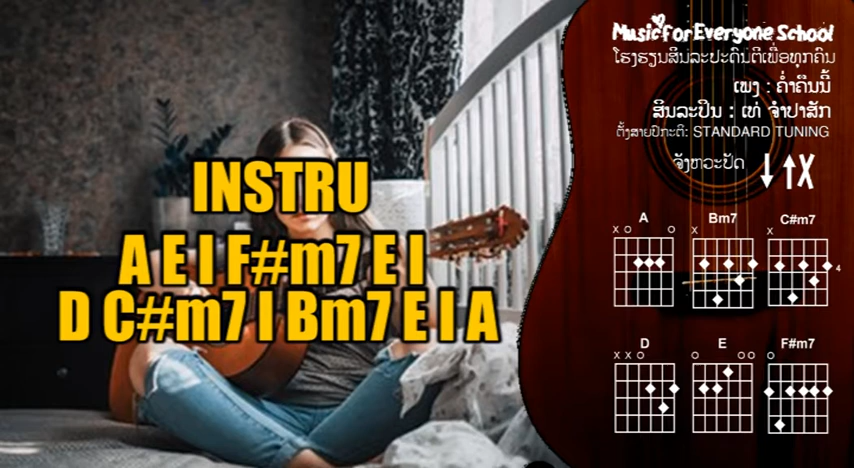 Music For Everyone School
ໂຮງຮຽນສິນລະປະດົນຕີເພື່ອທຸກຄົນ
ເພງ : ຄ່ຳຄືນນີ້
ສິນລະປິນ : ເທ່ ຈຳປາສັກ
ຕັ້ງສາຍປົກະຕິ: STANDARD TUNING
ຈັງຫວະປັດ ↓ ↑X
INSTRU
A E I F#m7 E I
D C#m7 I Bm7 E I A
A Bm7 C#m7
x o o x x
4
D E F#m7
x x o o o o o